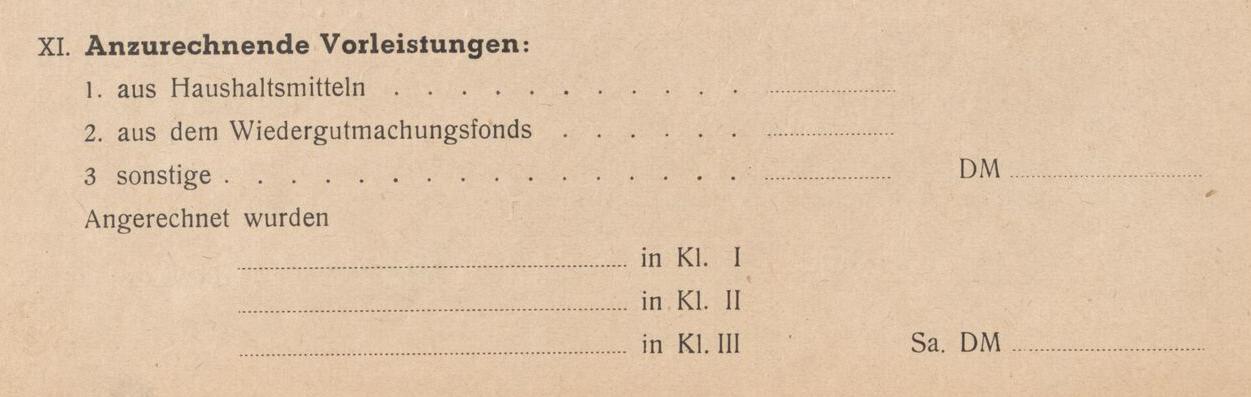 XI. Anzurechnende Vorleistungen:
1. aus Haushaltsmitteln . . . . . . . . . . . ....................
2. aus dem Wiedergutmachungsfonds . . . . . . ....................
3 sonstige . . . . . . . . . . . . . . . . .................... DM ..............................
Angerechnet wurden
.................................................. in Kl. I
.................................................. in Kl. II
.................................................. in Kl. III Sa. DM ..............................